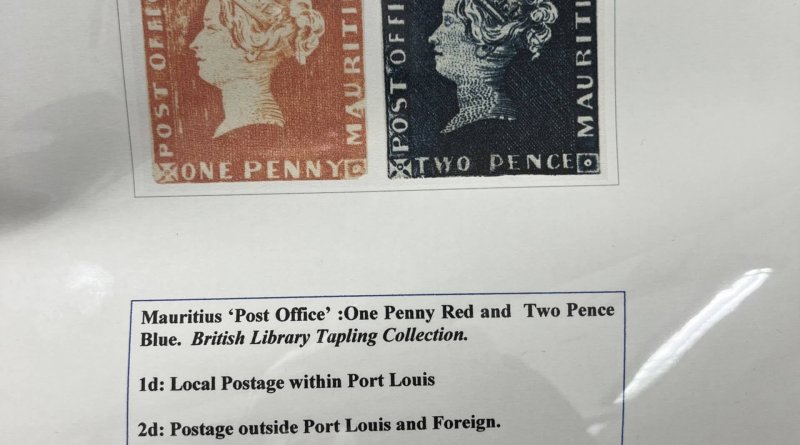 POST OFFI
ONE PENNY
MAURITI
POST OFFI
TWO PENCE
MAURITI
Mauritius ‘Post Office’ :One Penny Red and Two Pence
Blue. British Library Tapling Collection.
1d: Local Postage within Port Louis
2d: Postage outside Port Louis and Foreign.